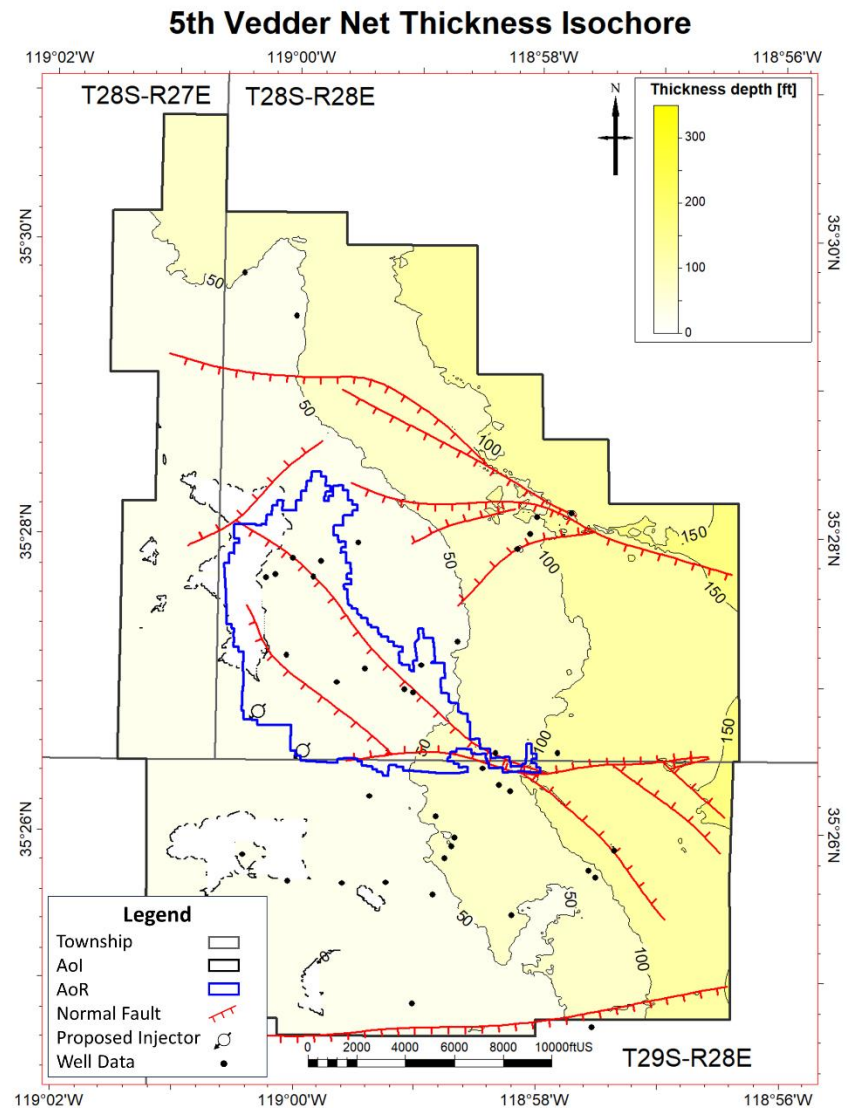 5th Vedder Net Thickness Isochore
119°02'W 119°00'W 118°58'W 118°56'W
T28S-R27E T28S-R28E
N
Thickness depth [ft]
300
200
100
0
35°30'N 35°30'N
50
50
100
35°28'N 35°28'N
150
50
100
150
150
100
50
35°26'N 35°26'N
50
50
100
0
Legend
Township
AoI
AoR
Normal Fault
Proposed Injector
Well Data
0 2000 4000 6000 8000 10000ftUS
T29S-R28E
119°02'W 119°00'W 118°58'W 118°56'W